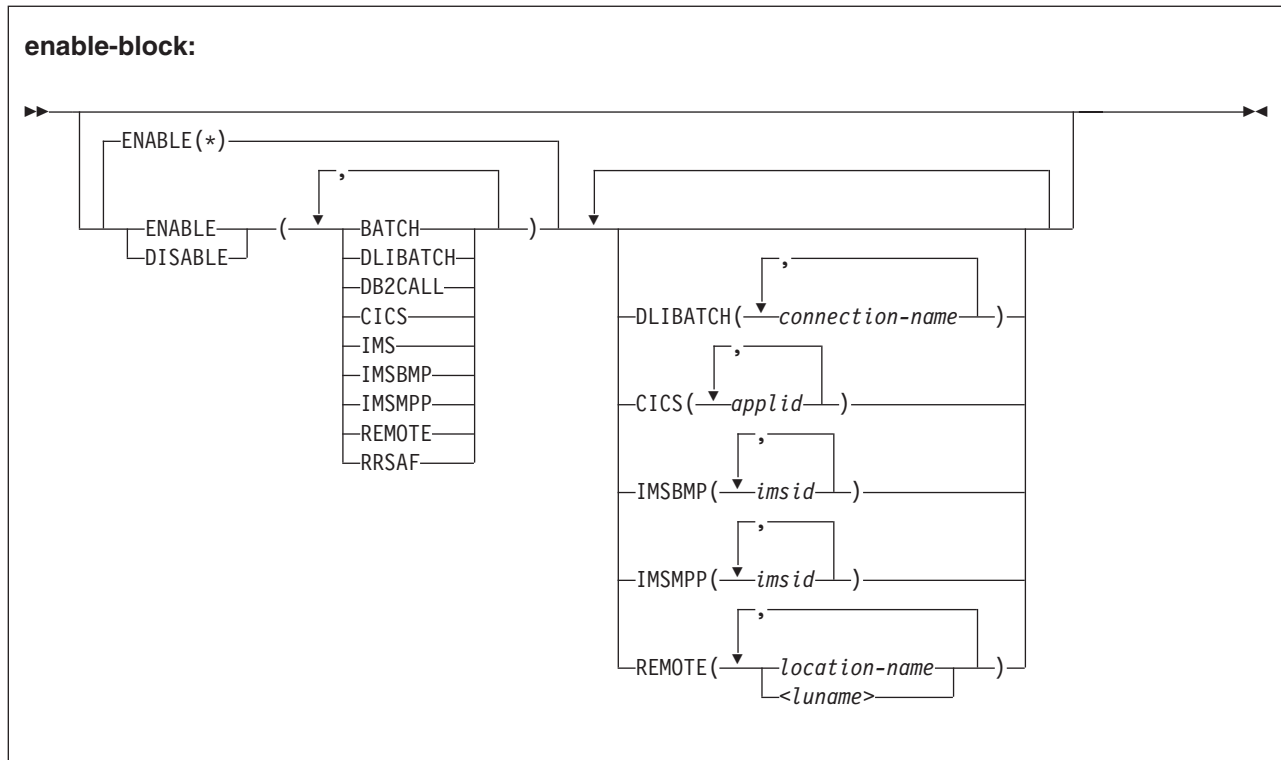 enable-block:
ENABLE(*)
,
ENABLE ( BATCH )
DISABLE DLIBATCH
DB2CALL
,
DLIBATCH( connection-name )
CICS
IMS
,
IMSBMP
CICS( applid )
IMSMPP
REMOTE
,
RRSAF
IMSBMP( imsid )
,
IMSMPP( imsid )
,
REMOTE( location-name )
<luname>